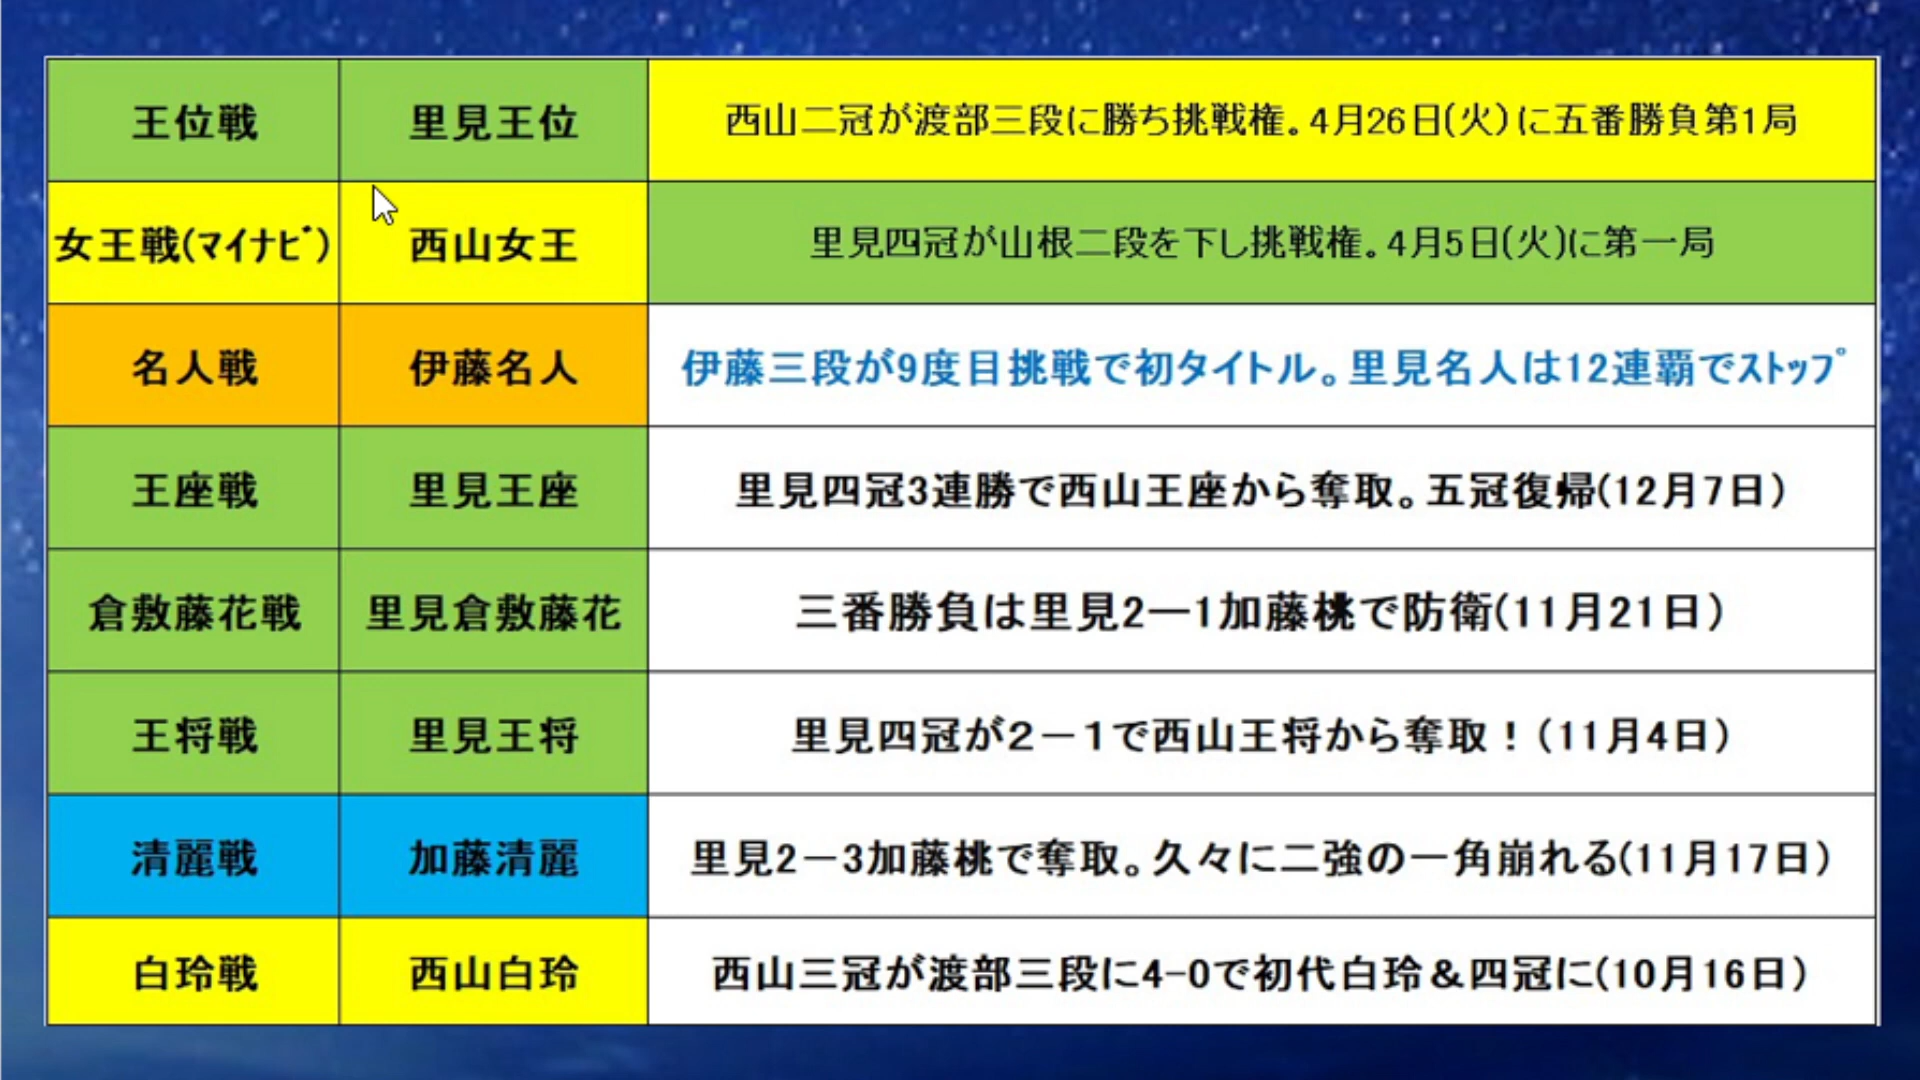 王位戦 里見王位 西山二冠が渡部三段に勝ち挑戦権。4月26日(火)に五番勝負第1局
女王戦(ﾏｲﾅﾋﾞ) 西山女王 里見四冠が山根二段を下し挑戦権。4月5日(火)に第一局
名人戦 伊藤名人 伊藤三段が9度目挑戦で初タイトル。里見名人は12連覇でｽﾄｯﾌﾟ
王座戦 里見王座 里見四冠3連勝で西山王座から奪取。五冠復帰(12月7日)
倉敷藤花戦 里見倉敷藤花 三番勝負は里見2―1加藤桃で防衛(11月21日)
王将戦 里見王将 里見四冠が２－１で西山王将から奪取！(11月4日)
清麗戦 加藤清麗 里見2－3加藤桃で奪取。久々に二強の一角崩れる(11月17日)
白玲戦 西山白玲 西山三冠が渡部三段に4-0で初代白玲＆四冠に(10月16日)